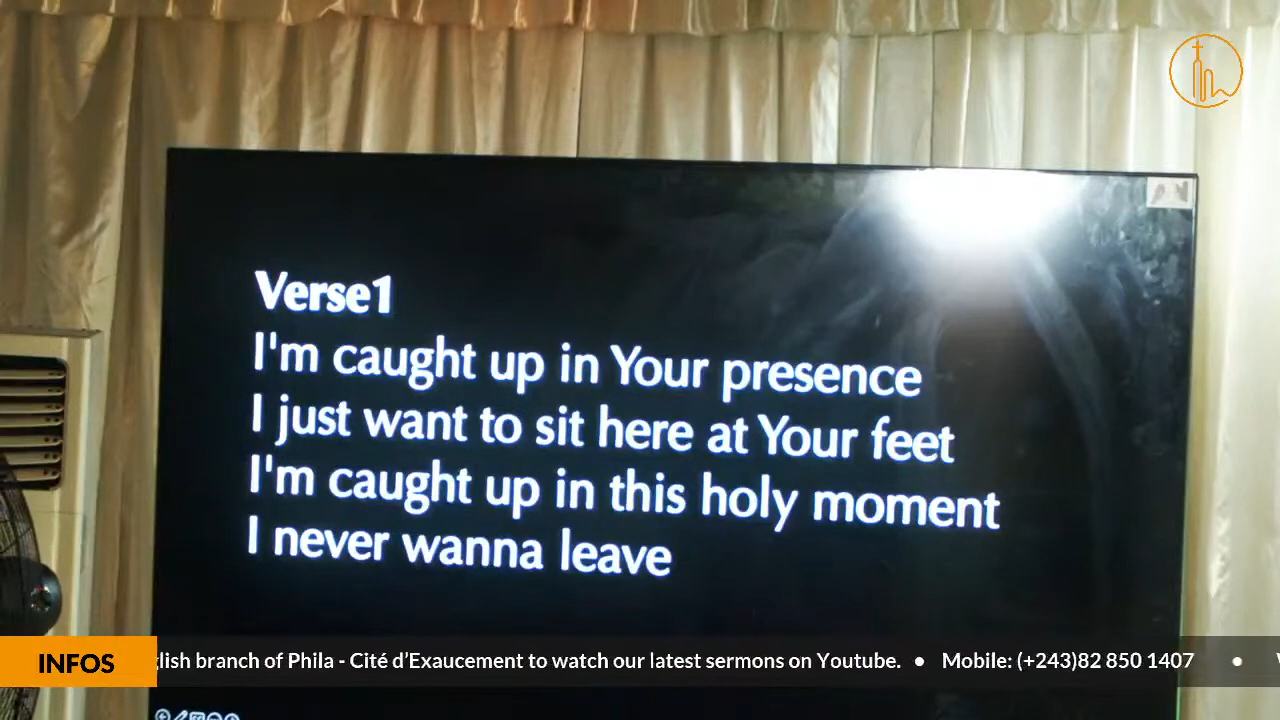 Verse1
I'm caught up in Your presence
I just want to sit here at Your feet
I'm caught up in this holy moment
I never wanna leave
INFOS
glish branch of Phila - Cité d'Exaucement to watch our latest sermons on Youtube. • Mobile: (+243)82 850 1407 •